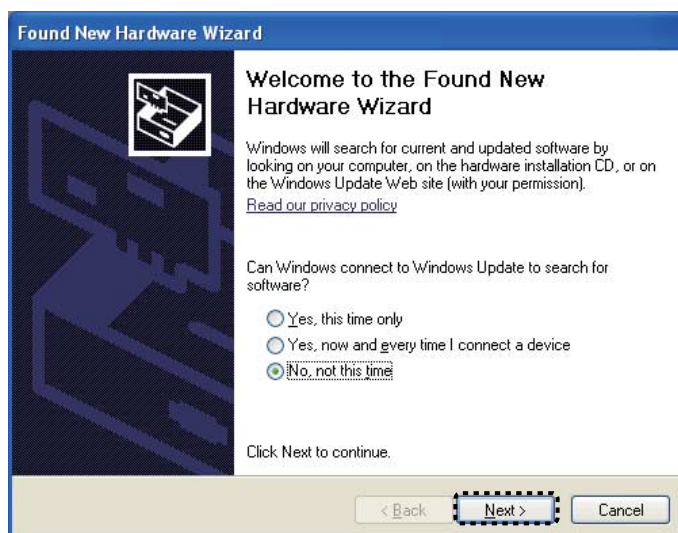 Found New Hardware Wizard
Welcome to the Found New
Hardware Wizard
Windows will search for current and updated software by
looking on your computer, on the hardware installation CD, or on
the Windows Update Web site (with your permission).
Read our privacy policy
Can Windows connect to Windows Update to search for
software?
Yes, this time only
Yes, now and every time I connect a device
No, not this time
Click Next to continue.
< Back
Next >
Cancel